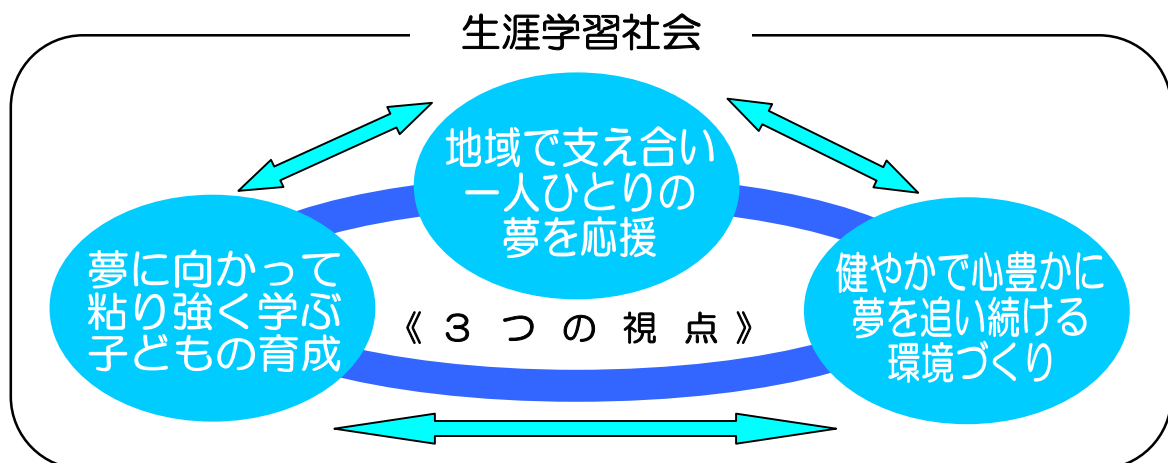 生涯学習社会
地域で支え合い
一人ひとりの
夢を応援
夢に向かって
粘り強く学ぶ
子どもの育成
健やかで心豊かに
夢を追い続ける
環境づくり
《３つの視点》